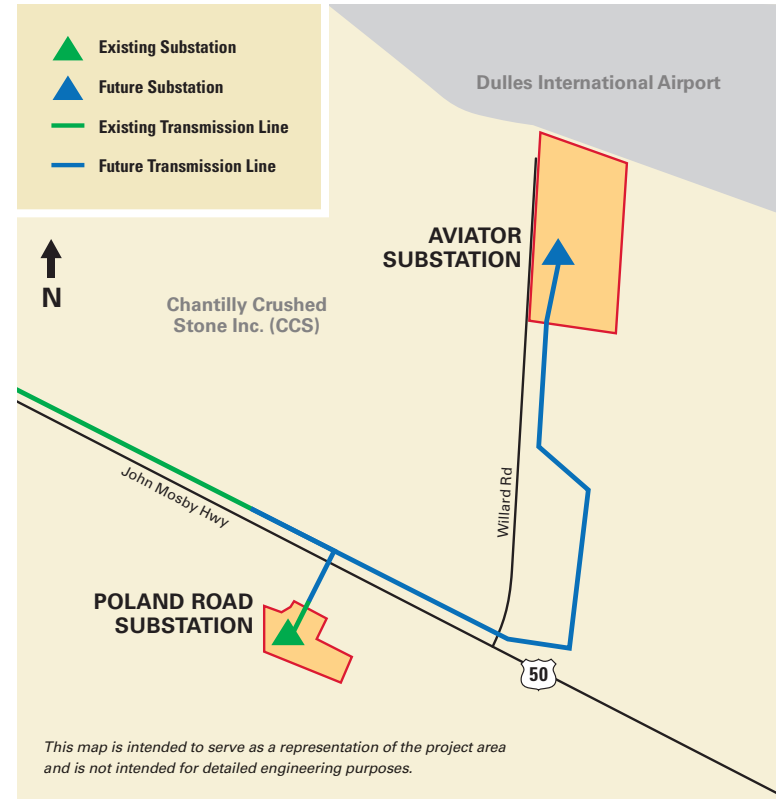 Existing Substation
Future Substation
Existing Transmission Line
Future Transmission Line
Dulles International Airport
AVIATOR
SUBSTATION
N
Chantilly Crushed
Stone Inc. (CCS)
John Mosby Hwy
Willard Rd
POLAND ROAD
SUBSTATION
50
This map is intended to serve as a representation of the project area
and is not intended for detailed engineering purposes.